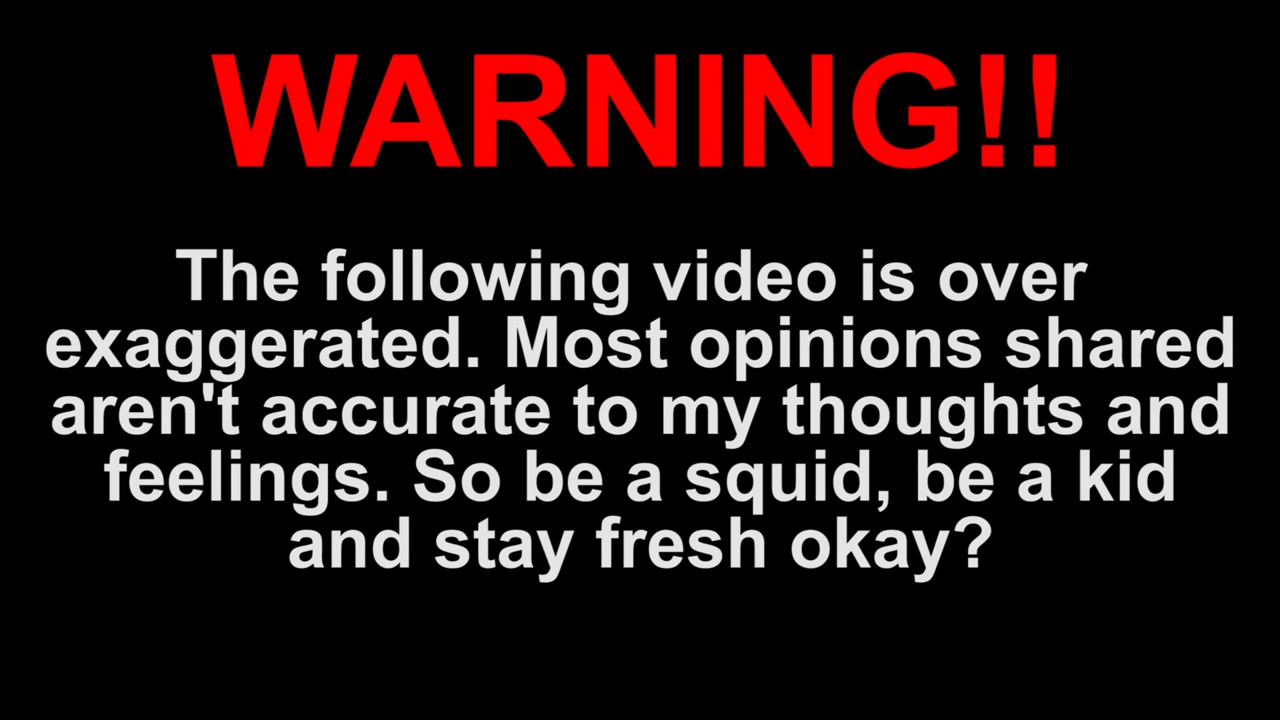 WARNING!!
The following video is over
exaggerated. Most opinions shared
aren't accurate to my thoughts and
feelings. So be a squid, be a kid
and stay fresh okay?